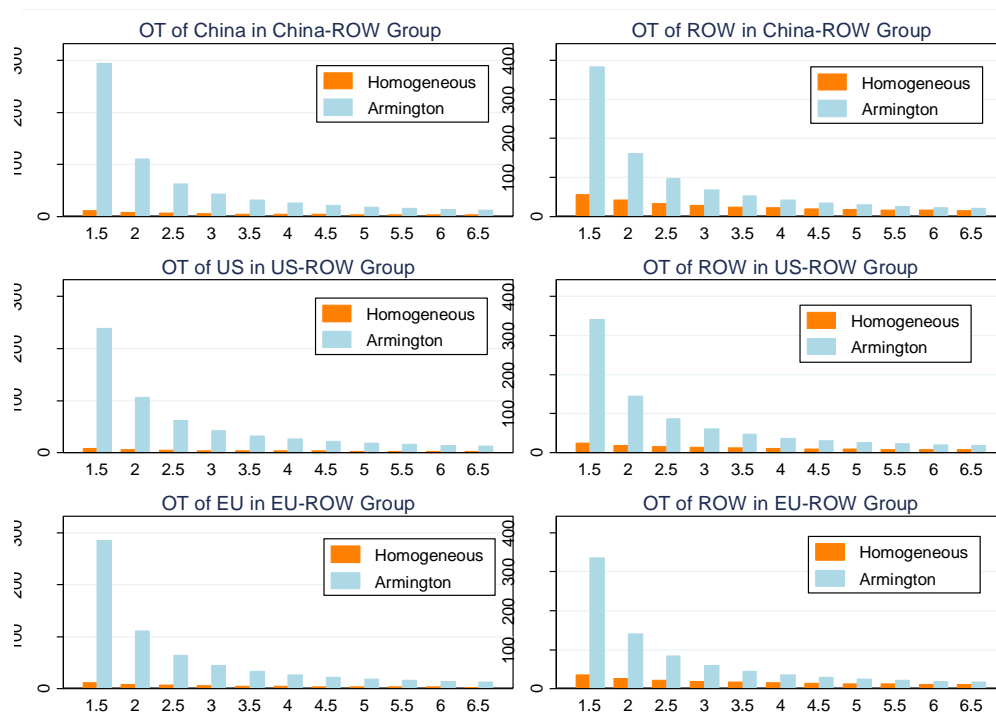 OT of China in China-ROW Group
300
200
100
0
Homogeneous
Armington
1.5 2 2.5 3 3.5 4 4.5 5 5.5 6 6.5
OT of ROW in China-ROW Group
400
300
200
100
0
Homogeneous
Armington
1.5 2 2.5 3 3.5 4 4.5 5 5.5 6 6.5
OT of US in US-ROW Group
300
200
100
0
Homogeneous
Armington
1.5 2 2.5 3 3.5 4 4.5 5 5.5 6 6.5
OT of ROW in US-ROW Group
400
300
200
100
0
Homogeneous
Armington
1.5 2 2.5 3 3.5 4 4.5 5 5.5 6 6.5
OT of EU in EU-ROW Group
300
200
100
0
Homogeneous
Armington
1.5 2 2.5 3 3.5 4 4.5 5 5.5 6 6.5
OT of ROW in EU-ROW Group
400
300
200
100
0
Homogeneous
Armington
1.5 2 2.5 3 3.5 4 4.5 5 5.5 6 6.5